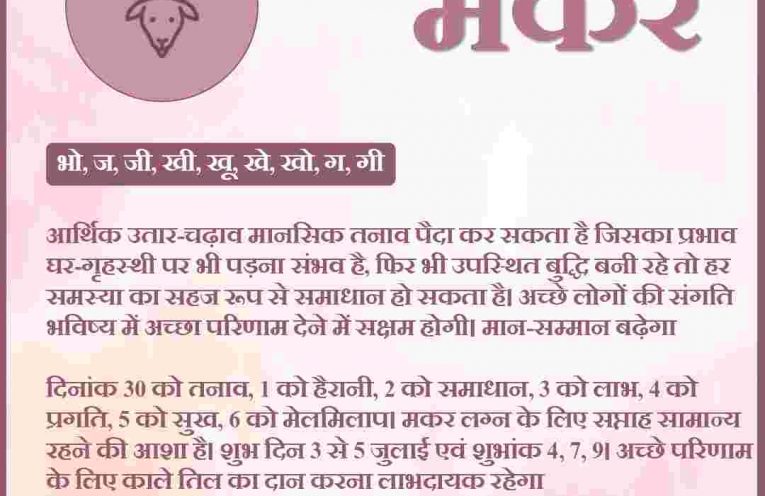 मकर
भो, ज, जी, खी, खू, खे, खो, ग, गी
आर्थिक उतार-चढ़ाव मानसिक तनाव पैदा कर सकता है जिसका प्रभाव
घर-गृहस्थी पर भी पड़ना संभव है, फिर भी उपस्थित बुद्धि बनी रहे तो हर
समस्या का सहज रूप से समाधान हो सकता है। अच्छे लोगों की संगति
भविष्य में अच्छा परिणाम देने में सक्षम होगी। मान-सम्मान बढ़ेगा
दिनांक 30 को तनाव, 1 को हैरानी, 2 को समाधान, 3 को लाभ, 4 को
प्रगति, 5 को सुख, 6 को मेलमिलाप। मकर लग्न के लिए सप्ताह सामान्य
रहने की आशा है। शुभ दिन 3 से 5 जुलाई एवं शुभांक 4, 7, 9। अच्छे परिणाम
के लिए काले तिल का दान करना लाभदायक रहेगा